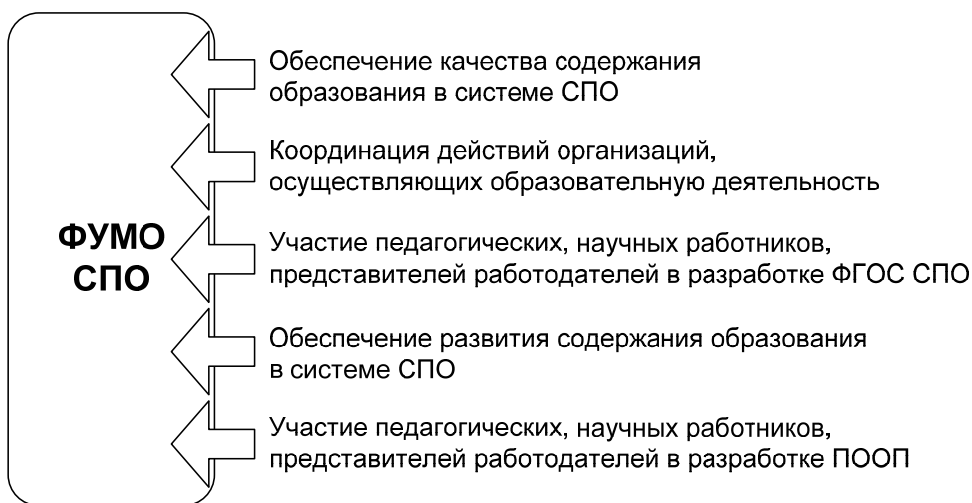 Обеспечение качества содержания
образования в системе СПО
Координация действий организаций,
осуществляющих образовательную деятельность
ФУМО
СПО
Участие педагогических, научных работников,
представителей работодателей в разработке ФГОС СПО
Обеспечение развития содержания образования
в системе СПО
Участие педагогических, научных работников,
представителей работодателей в разработке ПООП